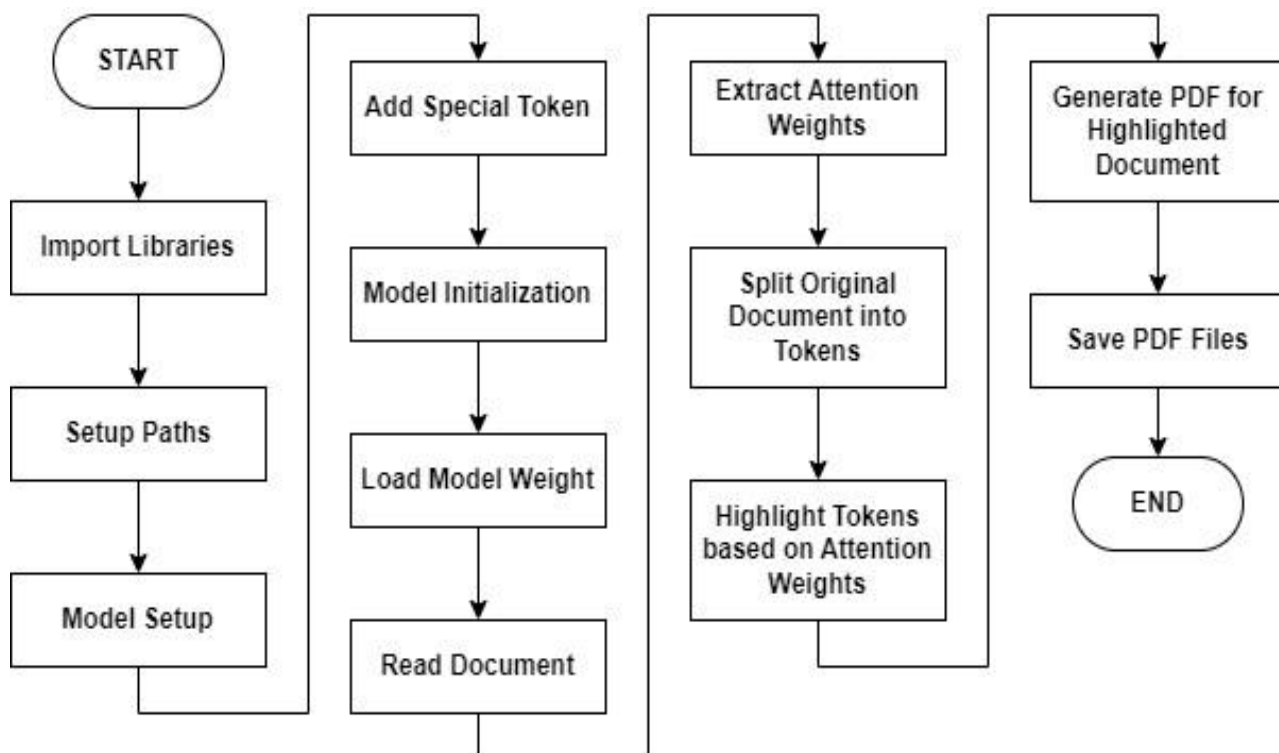 START
Import Libraries
Setup Paths
Model Setup
Add Special Token
Model Initialization
Load Model Weight
Read Document
Extract Attention
Weights
Split Original
Document into
Tokens
Highlight Tokens
based on Attention
Weights
Generate PDF for
Highlighted
Document
Save PDF Files
END